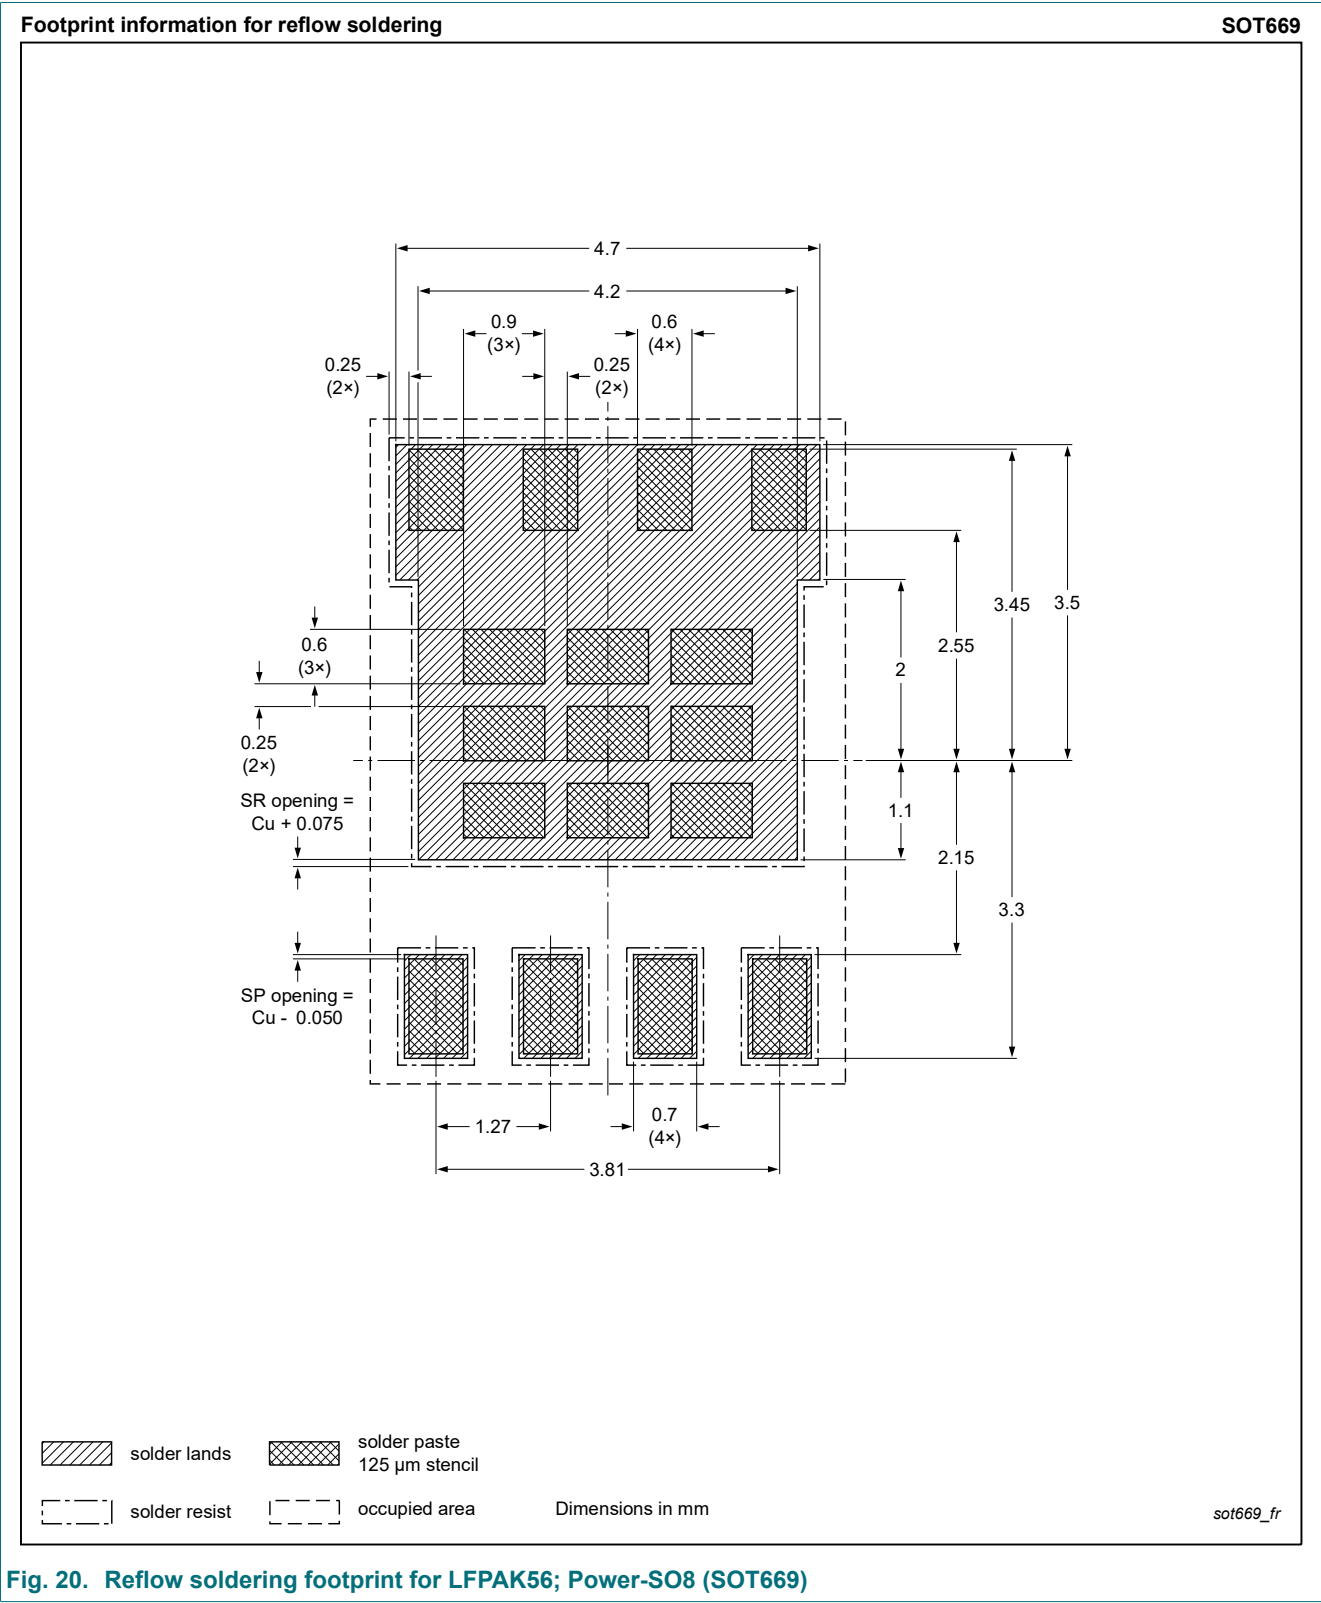 Footprint information for reflow soldering
SOT669
4.7
4.2
0.9
(3×)
0.6
(4×)
0.25
(2×)
0.25
(2×)
3.45
3.5
2.55
2
0.6
(3×)
0.25
(2×)
SR opening =
Cu + 0.075
1.1
2.15
3.3
SP opening =
Cu - 0.050
1.27
0.7
(4×)
3.81
solder lands
solder paste
125 µm stencil
solder resist
occupied area
Dimensions in mm
sot669_fr
Fig. 20. Reflow soldering footprint for LFPAK56; Power-SO8 (SOT669)